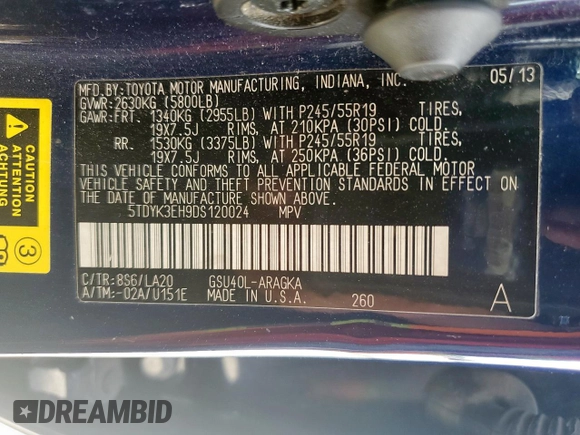 MFD.BY:TOYOTA MOTOR MANUFACTURING, INDIANA, INC. 05/13
GVWR:2630KG (5800LB)
GAWR:FRT. 1340KG (2955LB) WITH P245/55R19 TIRES,
19X7.5J RIMS, AT 210KPA (30PSI) COLD.
RR. 1530KG (3375LB) WITH P245/55R19 TIRES,
19X7.5J RIMS, AT 250KPA (36PSI) COLD.
THIS VEHICLE CONFORMS TO ALL APPLICABLE FEDERAL MOTOR
VEHICLE SAFETY AND THEFT PREVENTION STANDARDS IN EFFECT ON
THE DATE OF MANUFACTURE SHOWN ABOVE.
5TDYK3EH9DS120024 MPV
C/TR:8S6/LA20 GSU40L-ARAGKA
A/TM:-02A/U151E MADE IN U.S.A. 260 A
CAUTION
ATTENTION
3
DREAMBID